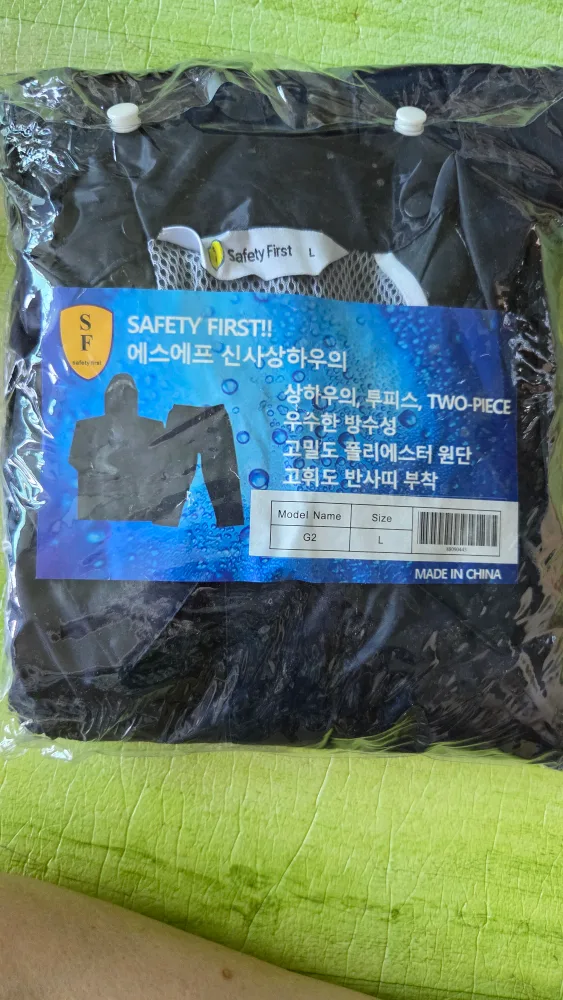 Safety First L
S
F
safety first
SAFETY FIRST!!
에스에프 신사상하우의
상하우의, 투피스, TWO-PIECE
우수한 방수성
고밀도 폴리에스터 원단
고휘도 반사띠 부착
Model Name Size
G2 L
MADE IN CHINA